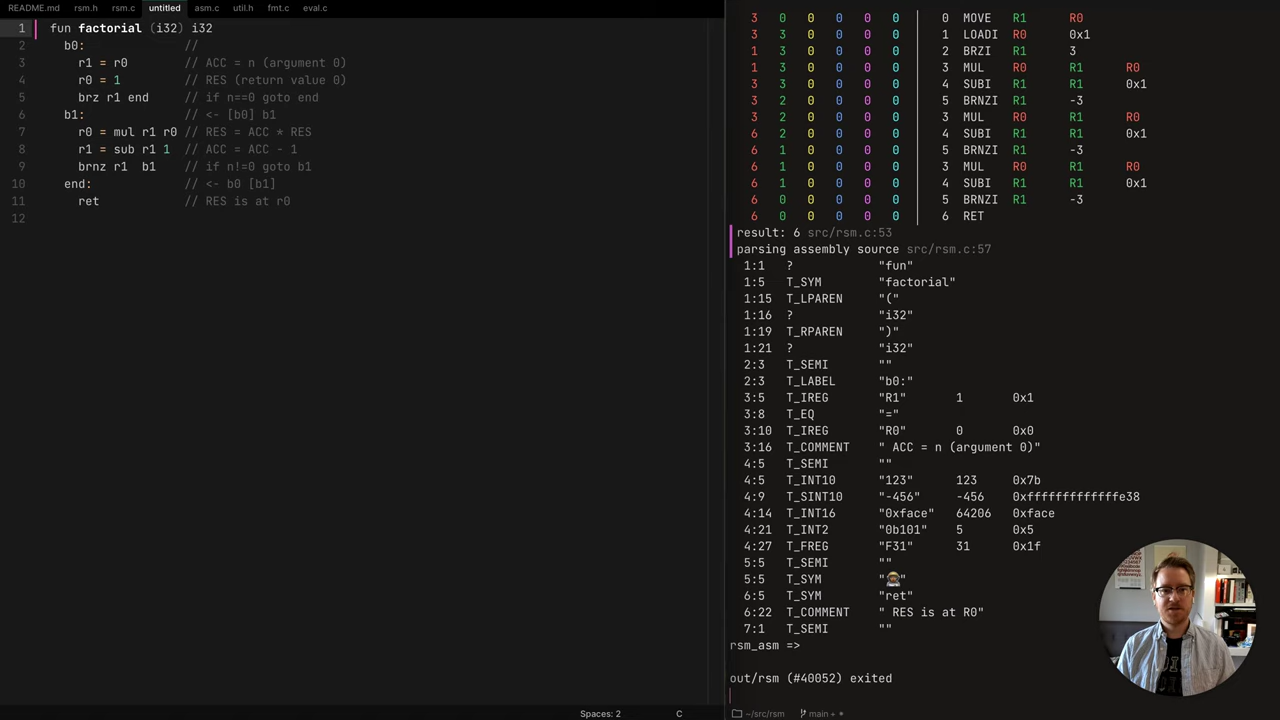 README.md rsm.h rsm.c untitled asm.c util.h fmt.c eval.c
1 fun factorial (i32) i32
2 b0: //
3 r1 = r0 // ACC = n (argument 0)
4 r0 = 1 // RES (return value 0)
5 brz r1 end // if n==0 goto end
6 b1: // <- [b0] b1
7 r0 = mul r1 r0 // RES = ACC * RES
8 r1 = sub r1 1 // ACC = ACC - 1
9 brnz r1 b1 // if n!=0 goto b1
10 end: // <- b0 [b1]
11 ret // RES is at r0
12
Spaces: 2 C
3 0 0 0 0 0 0 MOVE R1 R0
3 3 0 0 0 0 1 LOADI R0 0x1
1 3 0 0 0 0 2 BRZI R1 3
1 3 0 0 0 0 3 MUL R0 R1 R0
3 3 0 0 0 0 4 SUBI R1 R1 0x1
3 2 0 0 0 0 5 BRNZI R1 -3
3 2 0 0 0 0 3 MUL R0 R1 R0
6 2 0 0 0 0 4 SUBI R1 R1 0x1
6 1 0 0 0 0 5 BRNZI R1 -3
6 1 0 0 0 0 3 MUL R0 R1 R0
6 1 0 0 0 0 4 SUBI R1 R1 0x1
6 0 0 0 0 0 5 BRNZI R1 -3
6 0 0 0 0 0 6 RET
result: 6 src/rsm.c:53
parsing assembly source src/rsm.c:57
1:1 ? "fun"
1:5 T_SYM "factorial"
1:15 T_LPAREN "("
1:16 ? "i32"
1:19 T_RPAREN ")"
1:21 ? "i32"
2:3 T_SEMI ""
2:3 T_LABEL "b0:"
3:5 T_IREG "R1" 1 0x1
3:8 T_EQ "="
3:10 T_IREG "R0" 0 0x0
3:16 T_COMMENT " ACC = n (argument 0)"
4:5 T_SEMI ""
4:5 T_INT10 "123" 123 0x7b
4:9 T_SINT10 "-456" -456 0xfffffffffffffe38
4:14 T_INT16 "0xface" 64206 0xface
4:21 T_INT2 "0b101" 5 0x5
4:27 T_FREG "F31" 31 0x1f
5:5 T_SEMI ""
5:5 T_SYM "👩🏾‍🚀"
6:5 T_SYM "ret"
6:22 T_COMMENT " RES is at R0"
7:1 T_SEMI ""
rsm_asm =>
out/rsm (#40052) exited
~/src/rsm main +